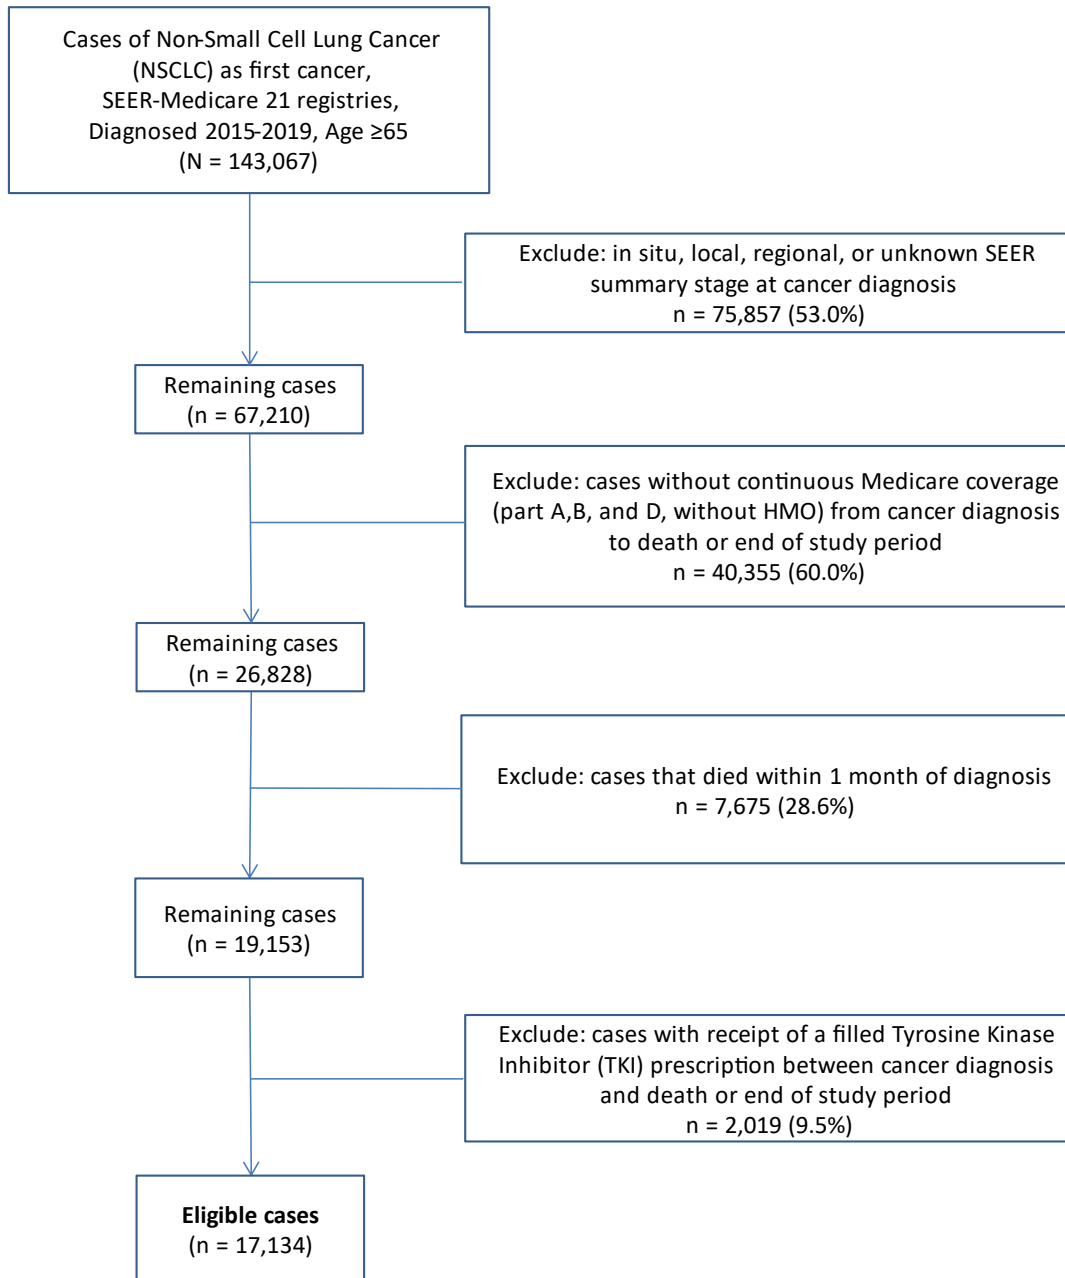 Cases of Non-Small Cell Lung Cancer
(NSCLC) as first cancer,
SEER-Medicare 21 registries,
Diagnosed 2015-2019, Age ≥65
(N = 143,067)
Exclude: in situ, local, regional, or unknown SEER
summary stage at cancer diagnosis
n = 75,857 (53.0%)
Remaining cases
(n = 67,210)
Exclude: cases without continuous Medicare coverage
(part A,B, and D, without HMO) from cancer diagnosis
to death or end of study period
n = 40,355 (60.0%)
Remaining cases
(n = 26,828)
Exclude: cases that died within 1 month of diagnosis
n = 7,675 (28.6%)
Remaining cases
(n = 19,153)
Exclude: cases with receipt of a filled Tyrosine Kinase
Inhibitor (TKI) prescription between cancer diagnosis
and death or end of study period
n = 2,019 (9.5%)
Eligible cases
(n = 17,134)